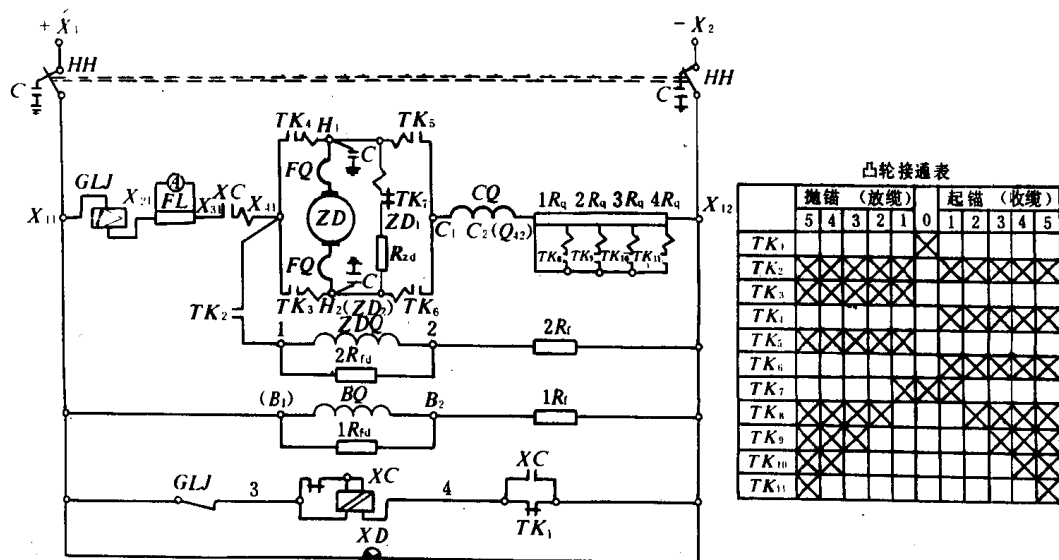 + X₁
− X₂
HH
HH
C
C
TK₄
H₁
TK₅
C
FQ
GLJ
A
X₂₁
FL
X₃₁
XC
X₄₁
TK₇
CQ
1Rq 2Rq 3Rq 4Rq
X₁₁
ZD
ZD₁
C₁
C₂(Q₄₂)
X₁₂
Rzd
TK₈
TK₉
TK₁₀
TK₁₁
FQ
C
TK₃
H₂(ZD₂)
TK₆
TK₂
1
ZDQ
2
2Rf
2Rfd
(B₁)
BQ
B₂
1Rf
1Rfd
GLJ
3
XC
4
XC
TK₁
XD
凸轮接通表
抛锚 (放缆) 0 起锚 (收缆)
5 4 3 2 1 1 2 3 4 5
TK₁
TK₂
TK₃
TK₄
TK₅
TK₆
TK₇
TK₈
TK₉
TK₁₀
TK₁₁